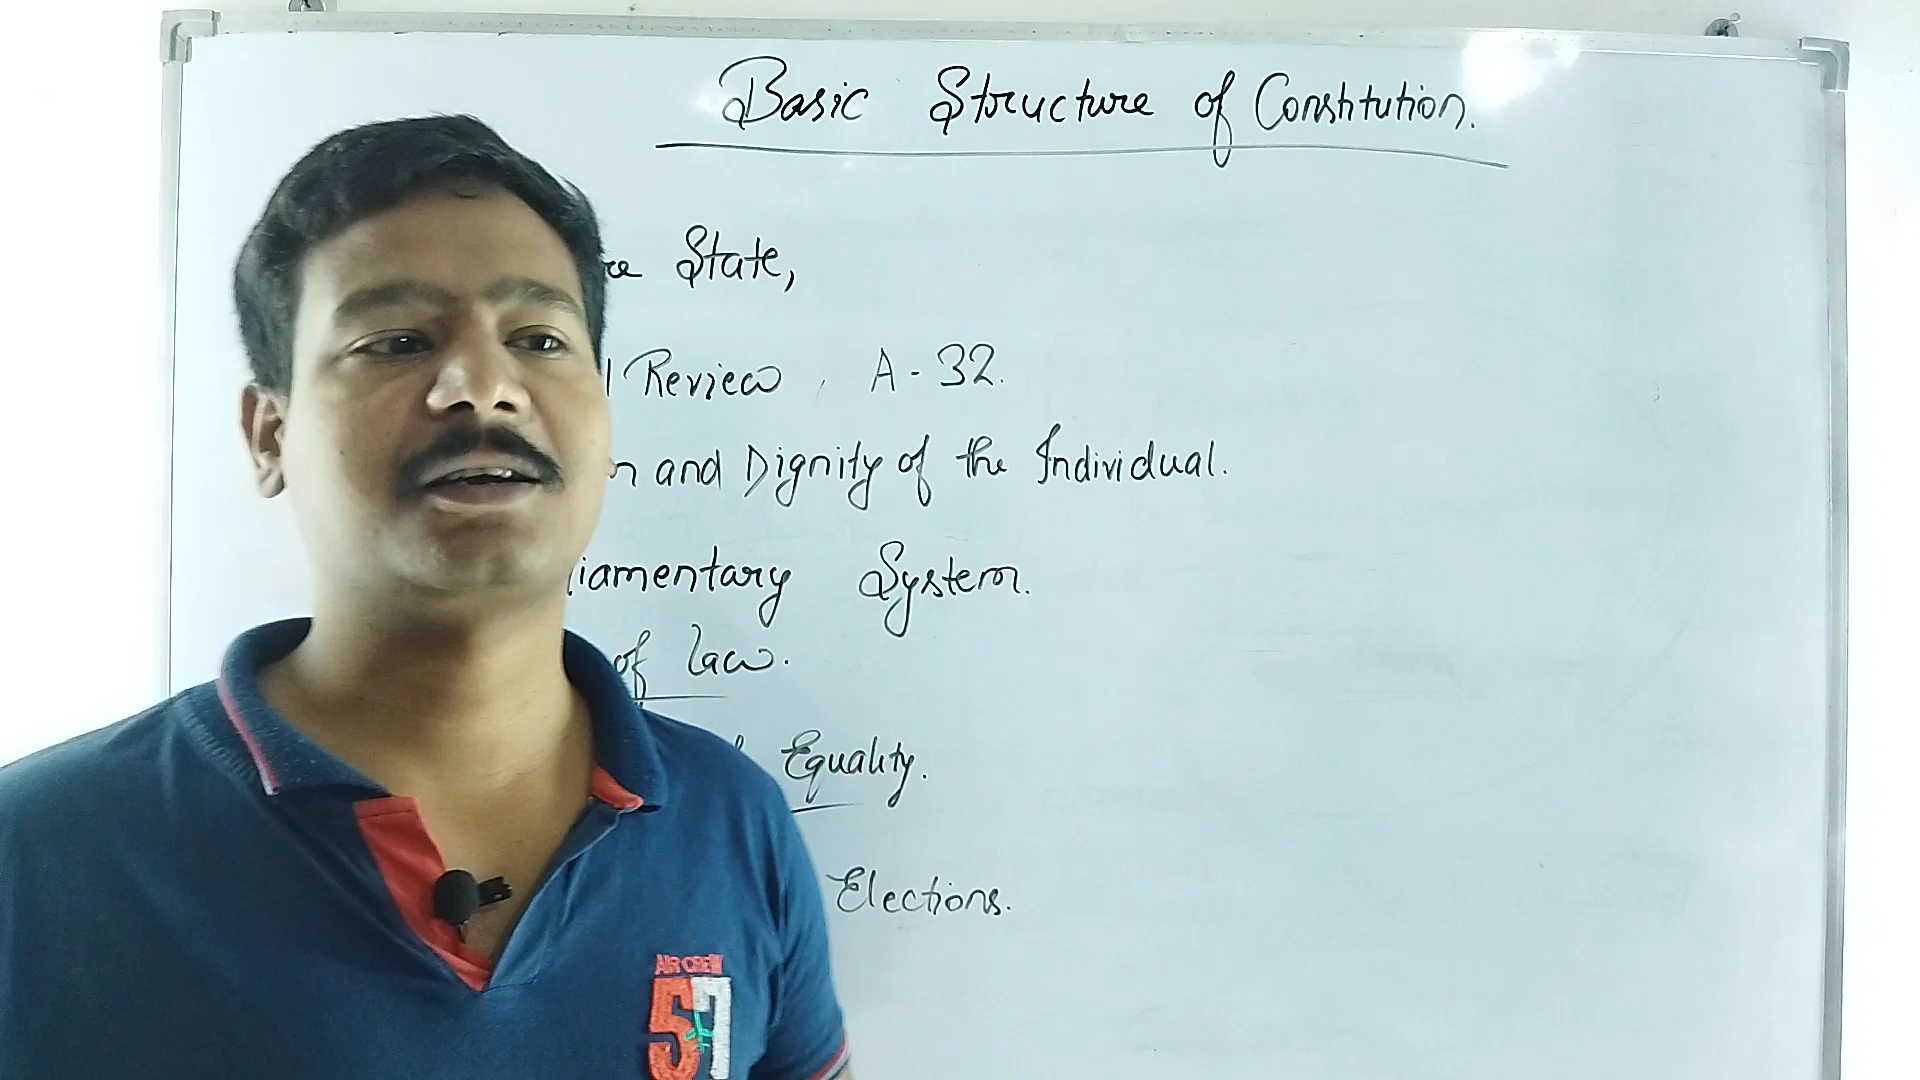 Basic Structure of Constitution.
State,
Review, A-32.
and Dignity of the Individual.
System.
of law.
Equality.
Elections.
AIR CREW
57